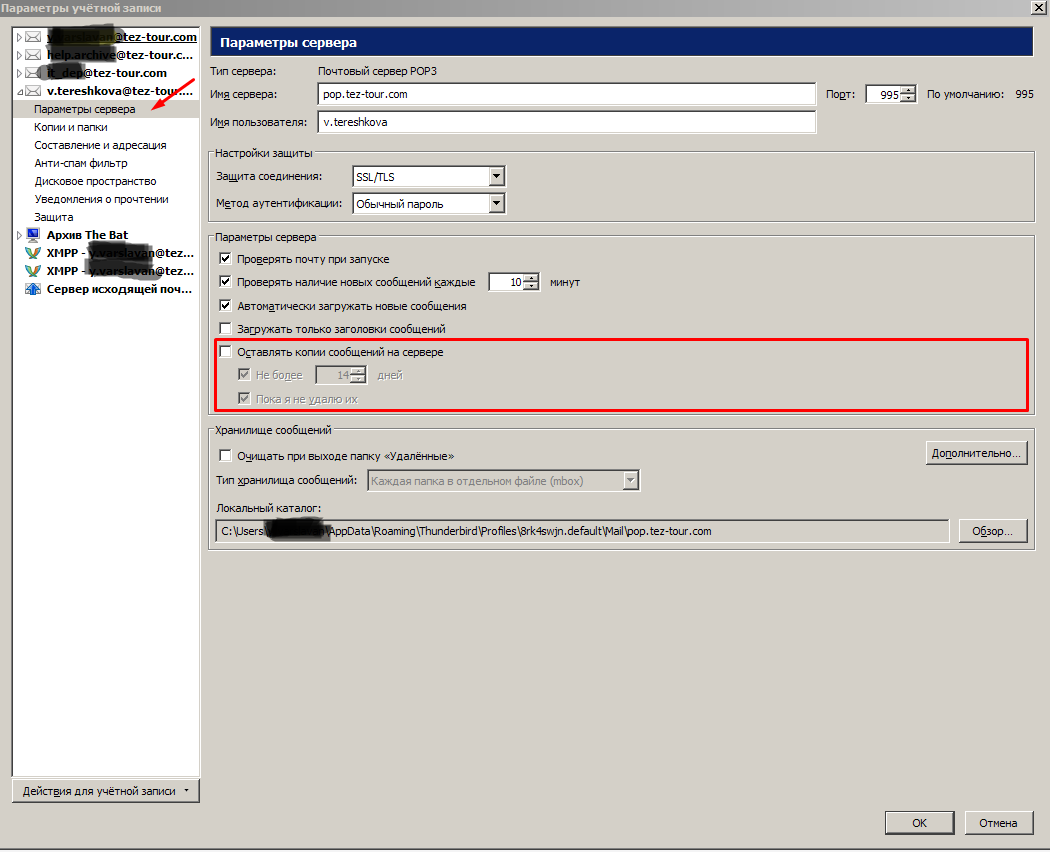 Параметры учётной записи
@tez-tour.com
help.archive@tez-tour.c...
it_dep@tez-tour.com
v.tereshkova@tez-tour....
Параметры сервера
Копии и папки
Составление и адресация
Анти-спам фильтр
Дисковое пространство
Уведомления о прочтении
Защита
Архив The Bat
XMPP - y.varslavan@tez...
XMPP - y.varslavan@tez...
Сервер исходящей поч...
Действия для учётной записи
Параметры сервера
Тип сервера: Почтовый сервер POP3
Имя сервера: pop.tez-tour.com Порт: 995 По умолчанию: 995
Имя пользователя: v.tereshkova
Настройки защиты
Защита соединения: SSL/TLS
Метод аутентификации: Обычный пароль
Параметры сервера
Проверять почту при запуске
Проверять наличие новых сообщений каждые 10 минут
Автоматически загружать новые сообщения
Загружать только заголовки сообщений
Оставлять копии сообщений на сервере
Не более 14 дней
Пока я не удалю их
Хранилище сообщений
Очищать при выходе папку «Удалённые»
Дополнительно...
Тип хранилища сообщений: Каждая папка в отдельном файле (mbox)
Локальный каталог:
C:\Users\ \AppData\Roaming\Thunderbird\Profiles\8rk4swjn.default\Mail\pop.tez-tour.com Обзор...
OK Отмена